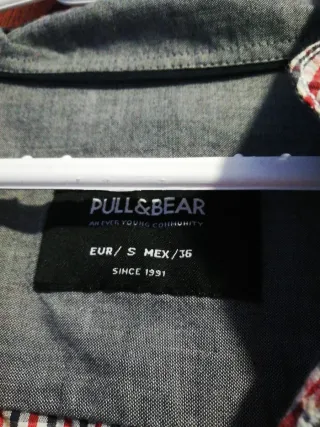 PULL&BEAR
AN EVER YOUNG COMMUNITY
EUR/ S MEX/36
SINCE 1991